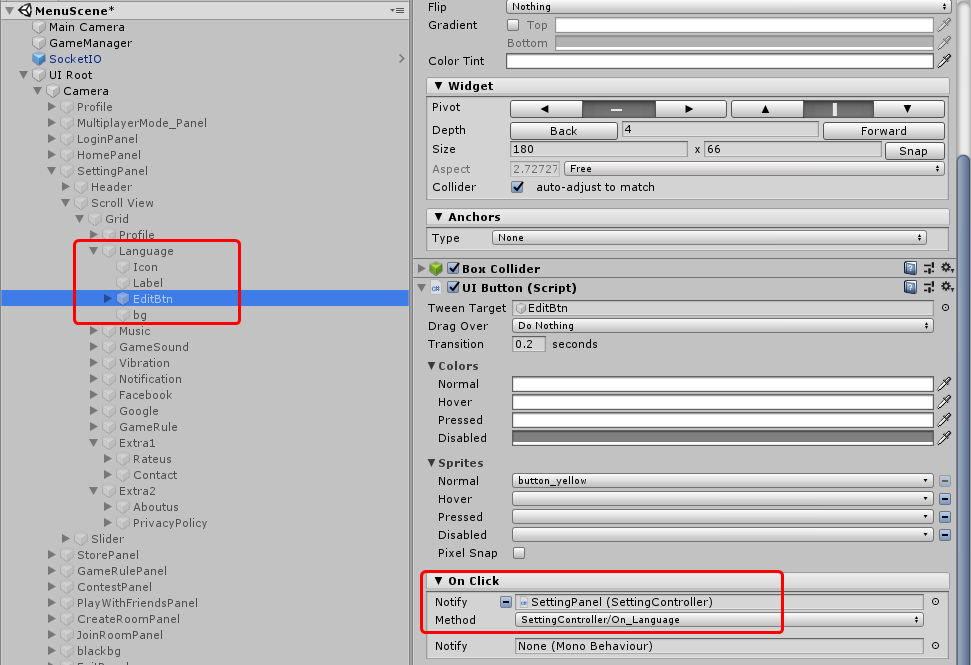 MenuScene*
Main Camera
GameManager
SocketIO
UI Root
Camera
Profile
MultiplayerMode_Panel
LoginPanel
HomePanel
SettingPanel
Header
Scroll View
Grid
Profile
Language
Icon
Label
EditBtn
bg
Music
GameSound
Vibration
Notification
Facebook
Google
GameRule
Extra1
Rateus
Contact
Extra2
Aboutus
PrivacyPolicy
Slider
StorePanel
GameRulePanel
ContestPanel
PlayWithFriendsPanel
CreateRoomPanel
JoinRoomPanel
blackbg
Flip Nothing
Gradient Top
Bottom
Color Tint
Widget
Pivot
Depth Back 4 Forward
Size 180 x 66 Snap
Aspect 2.72727 Free
Collider auto-adjust to match
Anchors
Type None
Box Collider
UI Button (Script)
Tween Target EditBtn
Drag Over Do Nothing
Transition 0.2 seconds
Colors
Normal
Hover
Pressed
Disabled
Sprites
Normal button_yellow
Hover
Pressed
Disabled
Pixel Snap
On Click
Notify SettingPanel (SettingController)
Method SettingController/On_Language
Notify None (Mono Behaviour)